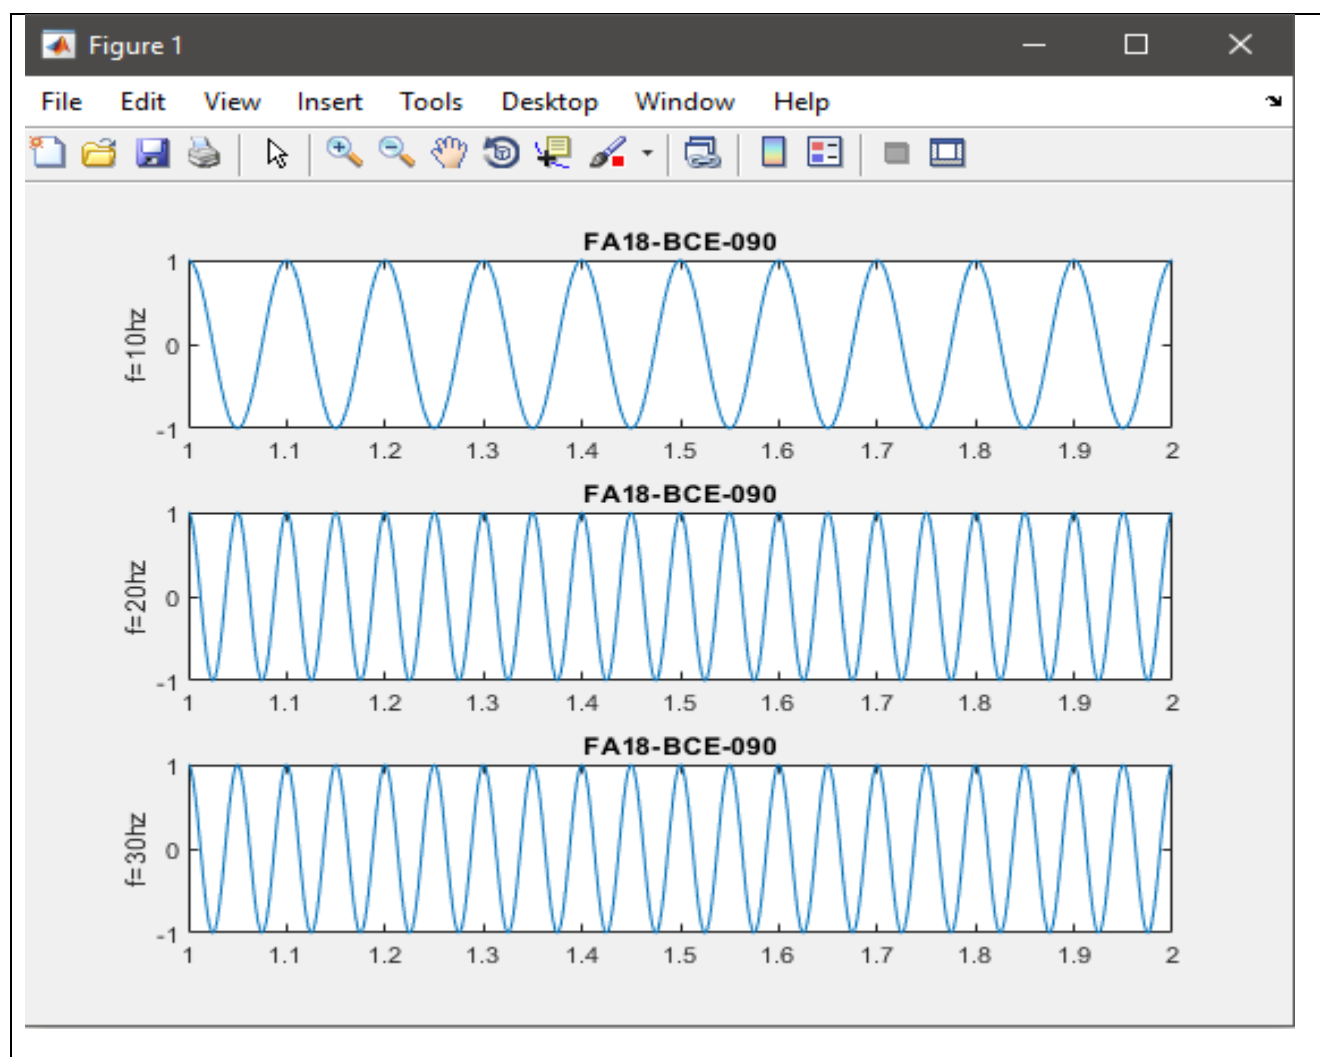 Figure 1
File Edit View Insert Tools Desktop Window Help
FA18-BCE-090
f=10hz
1
0
-1
1 1.1 1.2 1.3 1.4 1.5 1.6 1.7 1.8 1.9 2
FA18-BCE-090
f=20hz
1
0
-1
1 1.1 1.2 1.3 1.4 1.5 1.6 1.7 1.8 1.9 2
FA18-BCE-090
f=30hz
1
0
-1
1 1.1 1.2 1.3 1.4 1.5 1.6 1.7 1.8 1.9 2